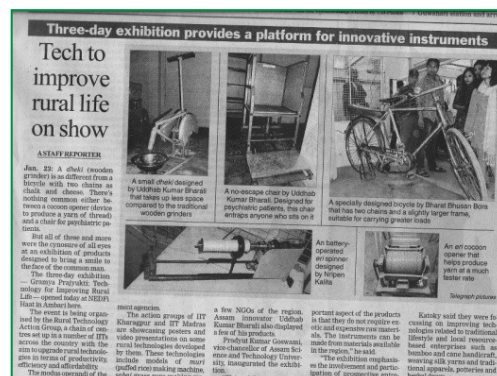 Three-day exhibition provides a platform for innovative instruments
Tech to
improve
rural life
on show
A STAFF REPORTER
Jan. 23: A dheki (wooden
grinder) is as different from a
bicycle with two chains as
chalk and cheese. There's
nothing common either be-
tween a cocoon opener (device
to produce a yarn of thread)
and a chair for psychiatric pa-
tients.
But all of these and more
were the cynosure of all eyes
at an exhibition of products
designed to bring a smile to
the face of the common man.
The three-day exhibition
— Gramya Prajyukti: Tech-
nology for Improving Rural
Life — opened today at NEDFi
Haat in Ambari here.
The event is being organ-
ised by the Rural Technology
Action Group, a chain of cen-
tres set up in a number of IITs
across the country with the
aim to upgrade rural technolo-
gies in terms of productivity,
efficiency and affordability.
The modus operandi of the
A small dheki designed
by Uddhab Kumar Bharali
that takes up less space
compared to the traditional
wooden grinders
A no-escape chair by Uddhab
Kumar Bharali. Designed for
psychiatric patients, this chair
entraps anyone who sits on it
A specially designed bicycle by Bharat Bhusan Bora
that has two chains and a slightly larger frame,
suitable for carrying greater loads
An battery-
operated
eri spinner
designed
by Nripen
Kalita
An eri cocoon
opener that
helps produce
yarn at a much
faster rate
Telegraph pictures
ment agencies.
The action groups of IIT
Kharagpur and IIT Madras
are showcasing posters and
video presentations on some
rural technologies developed
by them. These technologies
include models of muri
(puffed rice) making machine,
a few NGOs of the region.
Assam innovator Uddhab
Kumar Bharali also displayed
a few of his products.
Pradyut Kumar Goswami,
vice-chancellor of Assam Sci-
ence and Technology Univer-
sity, inaugurated the exhibi-
tion.
portant aspect of the products
is that they do not require ex-
otic and expensive raw materi-
als. The instruments can be
made from materials available
in the region," he said.
"The exhibition emphasis-
es the involvement and partic-
Katoky said they were fo-
cussing on improving tech-
nologies related to traditional
lifestyle and local resource-
based enterprises such as
bamboo and cane handicraft,
weaving silk yarns and tradi-
tional apparels, potteries and